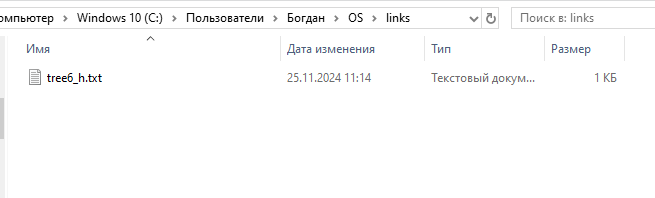 омпьютер > Windows 10 (C:) > Пользователи > Богдан > OS > links Поиск в: links
Имя Дата изменения Тип Размер
tree6_h.txt 25.11.2024 11:14 Текстовый докум... 1 КБ